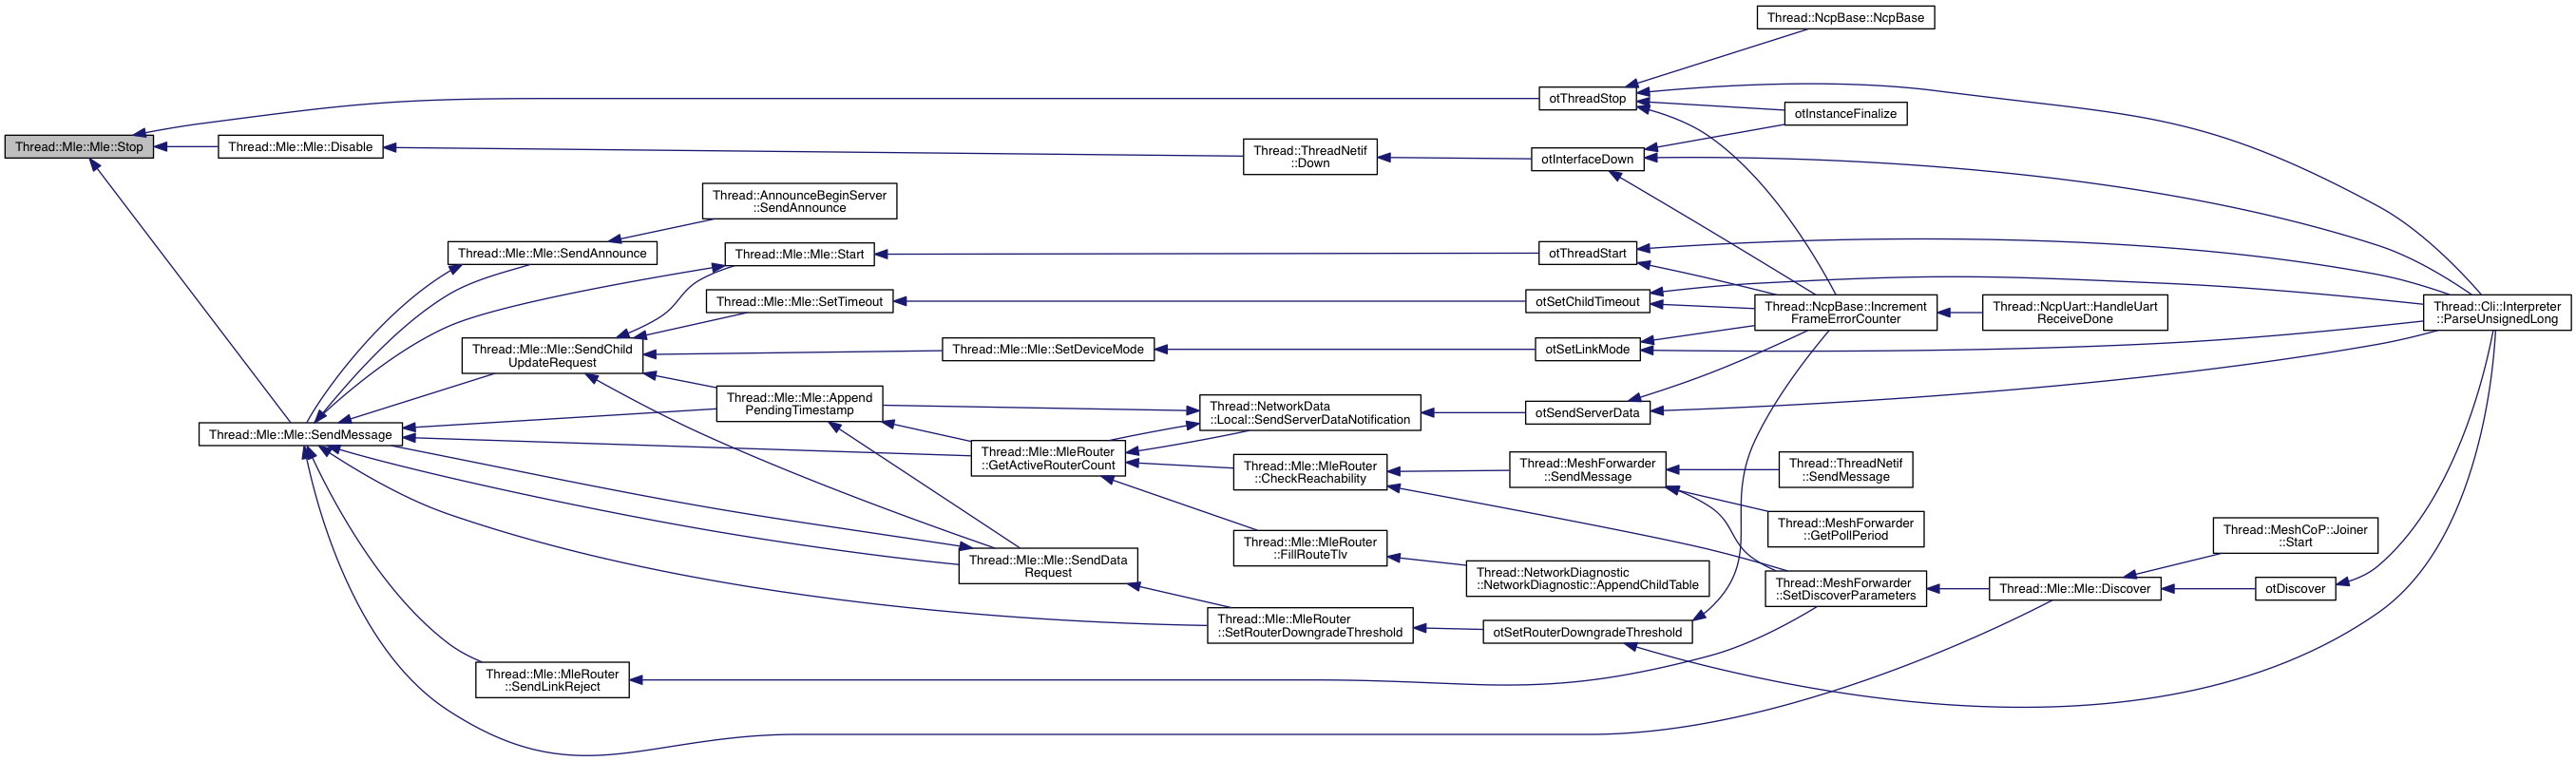 Thread::NcpBase::NcpBase
otThreadStop
otInstanceFinalize
Thread::Mle::Mle::Stop
Thread::Mle::Mle::Disable
Thread::ThreadNetif
::Down
otInterfaceDown
Thread::AnnounceBeginServer
::SendAnnounce
Thread::Mle::Mle::SendAnnounce
Thread::Mle::Mle::Start
otThreadStart
Thread::Mle::Mle::SetTimeout
otSetChildTimeout
Thread::NcpBase::Increment
FrameErrorCounter
Thread::NcpUart::HandleUart
ReceiveDone
Thread::Cli::Interpreter
::ParseUnsignedLong
Thread::Mle::Mle::SendChild
UpdateRequest
Thread::Mle::Mle::SetDeviceMode
otSetLinkMode
Thread::Mle::Mle::Append
PendingTimestamp
Thread::NetworkData
::Local::SendServerDataNotification
otSendServerData
Thread::Mle::Mle::SendMessage
Thread::Mle::MleRouter
::GetActiveRouterCount
Thread::Mle::MleRouter
::CheckReachability
Thread::MeshForwarder
::SendMessage
Thread::ThreadNetif
::SendMessage
Thread::MeshForwarder
::GetPollPeriod
Thread::Mle::MleRouter
::FillRouteTlv
Thread::MeshCoP::Joiner
::Start
Thread::Mle::Mle::SendData
Request
Thread::NetworkDiagnostic
::NetworkDiagnostic::AppendChildTable
Thread::MeshForwarder
::SetDiscoverParameters
Thread::Mle::Mle::Discover
otDiscover
Thread::Mle::MleRouter
::SetRouterDowngradeThreshold
otSetRouterDowngradeThreshold
Thread::Mle::MleRouter
::SendLinkReject